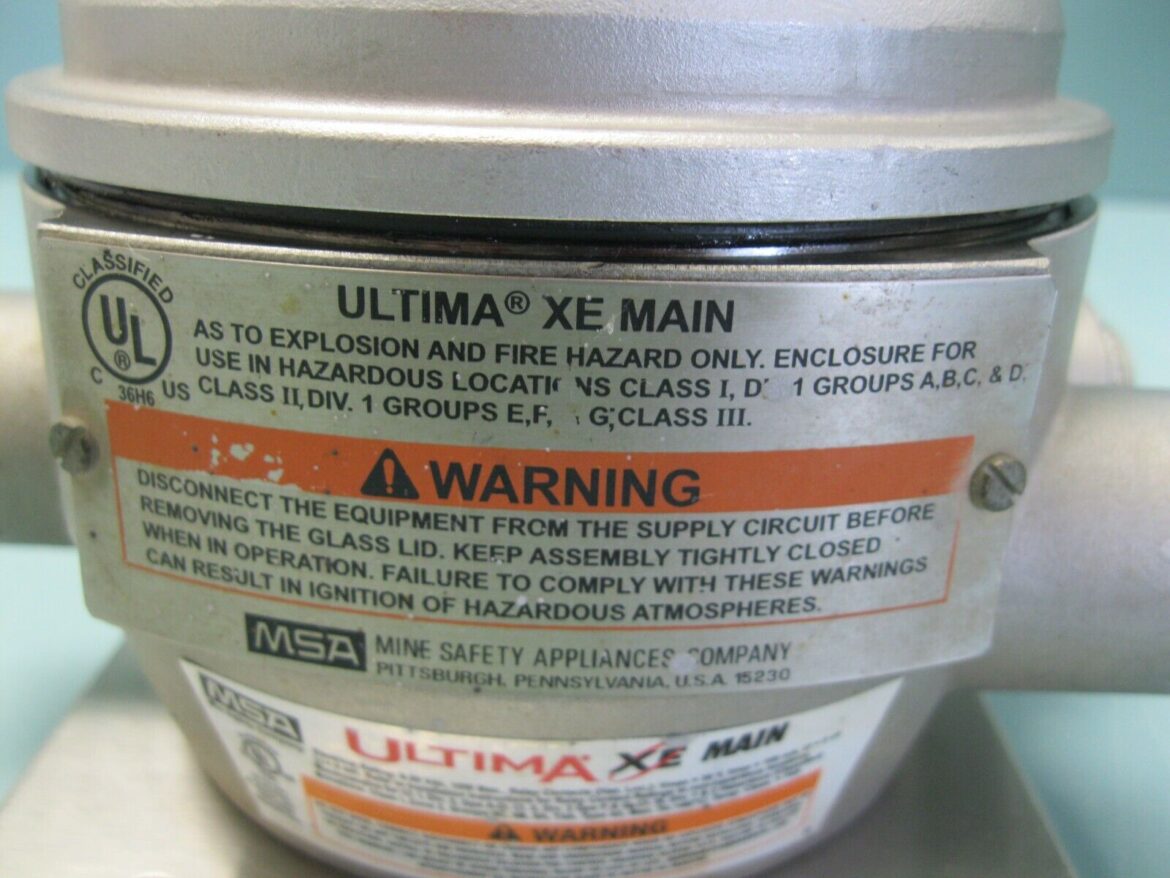 CLASSIFIED
UL
®
C US
36H6
ULTIMA® XE MAIN
AS TO EXPLOSION AND FIRE HAZARD ONLY. ENCLOSURE FOR
USE IN HAZARDOUS LOCATI NS CLASS I, D 1 GROUPS A,B,C, & D;
CLASS II, DIV. 1 GROUPS E,F, G; CLASS III.
WARNING
DISCONNECT THE EQUIPMENT FROM THE SUPPLY CIRCUIT BEFORE
REMOVING THE GLASS LID. KEEP ASSEMBLY TIGHTLY CLOSED
WHEN IN OPERATION. FAILURE TO COMPLY WITH THESE WARNINGS
CAN RESULT IN IGNITION OF HAZARDOUS ATMOSPHERES.
MSA MINE SAFETY APPLIANCES COMPANY
PITTSBURGH, PENNSYLVANIA, U.S.A. 15230
MSA
ULTIMA XE MAIN
WARNING